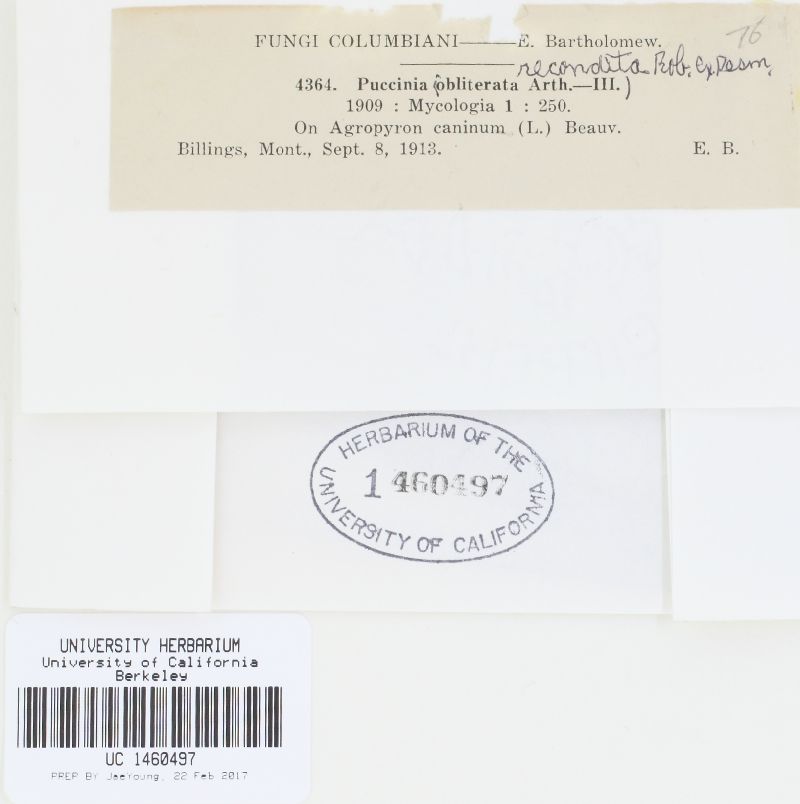 FUNGI COLUMBIANI——E. Bartholomew. 76
recondita Rob. ex Desm.
4364. Puccinia (obliterata Arth.—III.)
1909 : Mycologia 1 : 250.
On Agropyron caninum (L.) Beauv.
Billings, Mont., Sept. 8, 1913. E. B.
HERBARIUM OF THE
1460497
UNIVERSITY OF CALIFORNIA
UNIVERSITY HERBARIUM
University of California
Berkeley
UC 1460497
PREP BY JaeYoung, 22 Feb 2017